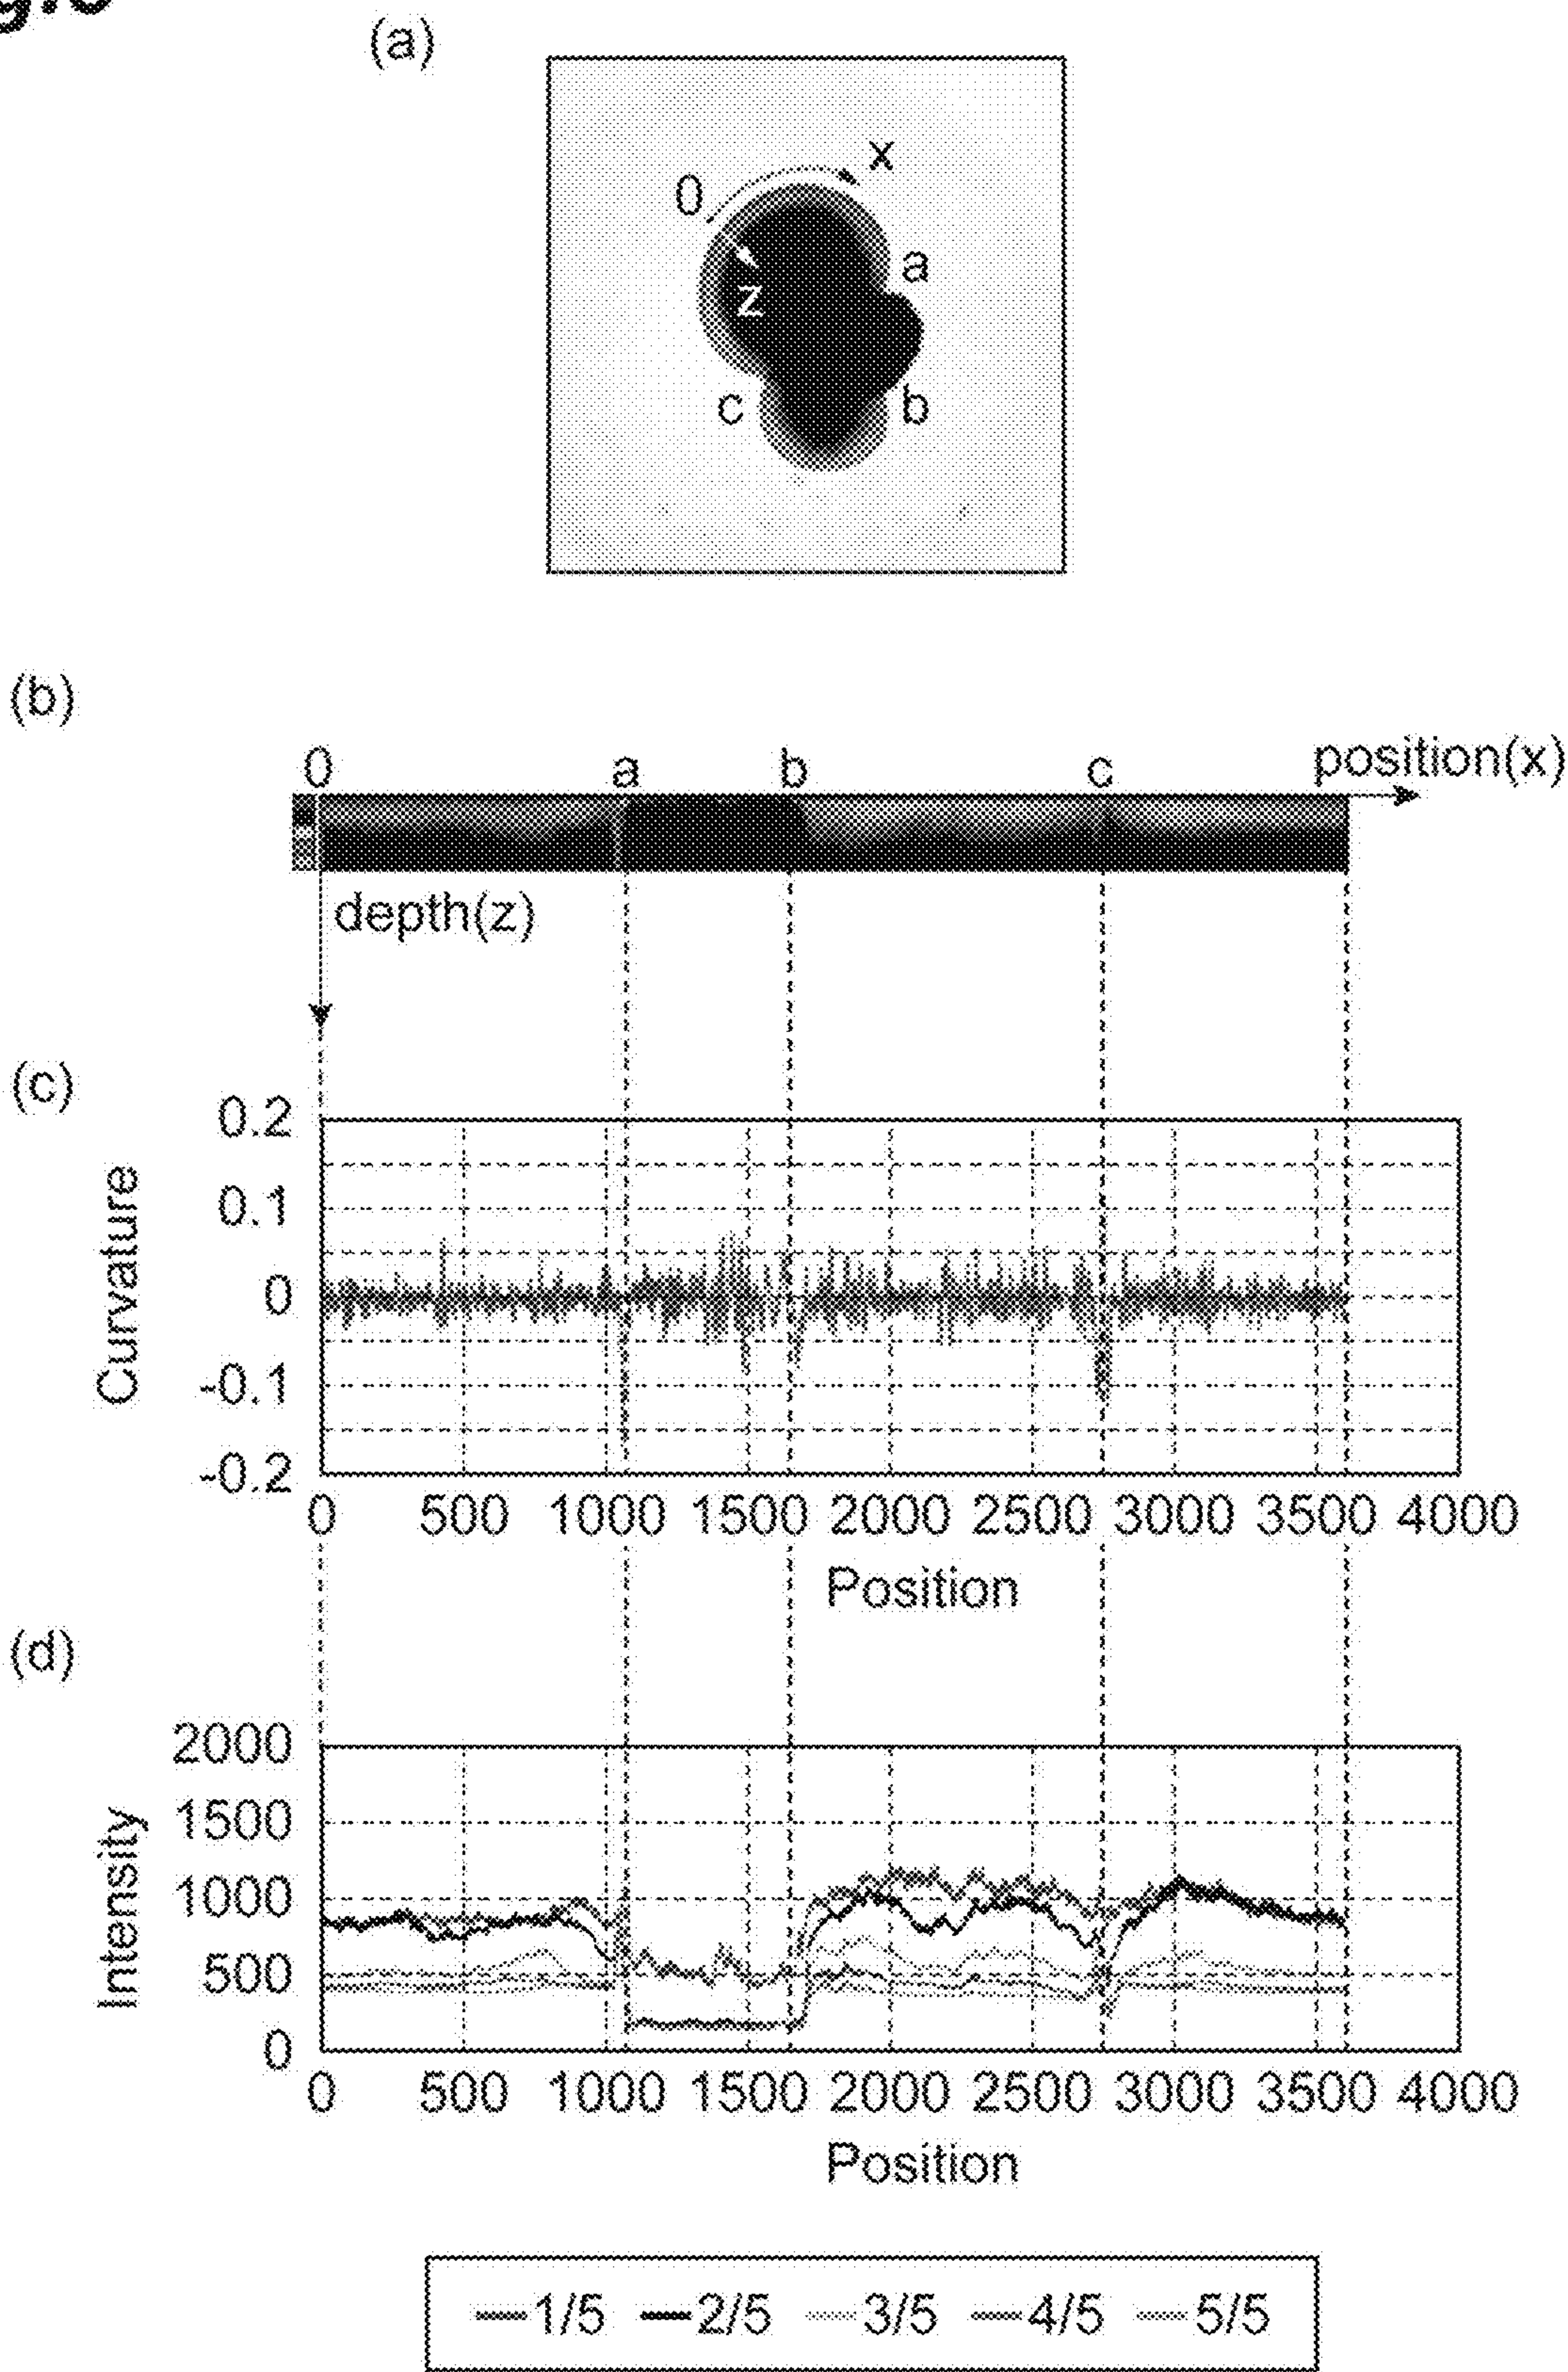 (a)
x
0
a
z
c
b
(b)
0 a b c position(x)
depth(z)
(c)
0.2
0.1
0
-0.1
-0.2
Curvature
0 500 1000 1500 2000 2500 3000 3500 4000
Position
(d)
2000
1500
1000
500
0
Intensity
0 500 1000 1500 2000 2500 3000 3500 4000
Position
1/5 2/5 3/5 4/5 5/5